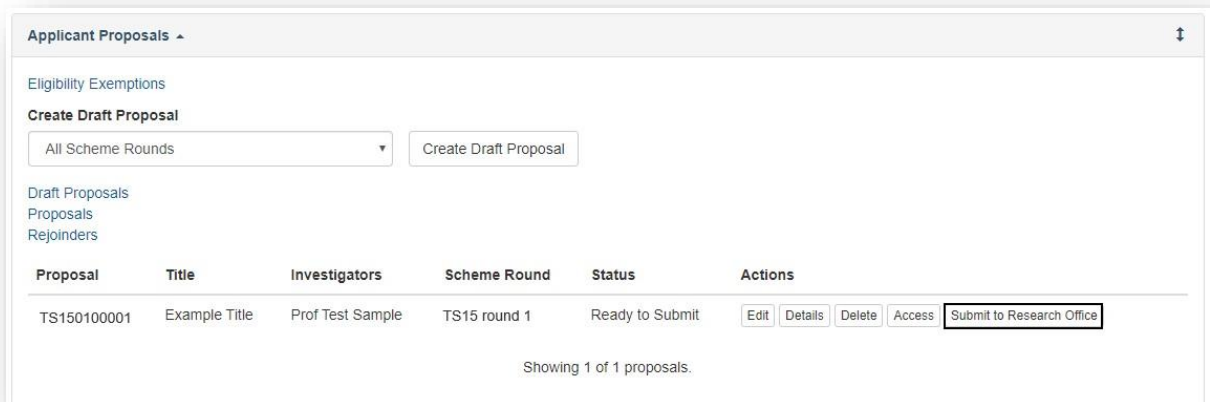 Applicant Proposals
Eligibility Exemptions
Create Draft Proposal
All Scheme Rounds Create Draft Proposal
Draft Proposals
Proposals
Rejoinders
Proposal Title Investigators Scheme Round Status Actions
TS150100001 Example Title Prof Test Sample TS15 round 1 Ready to Submit Edit Details Delete Access Submit to Research Office
Showing 1 of 1 proposals.